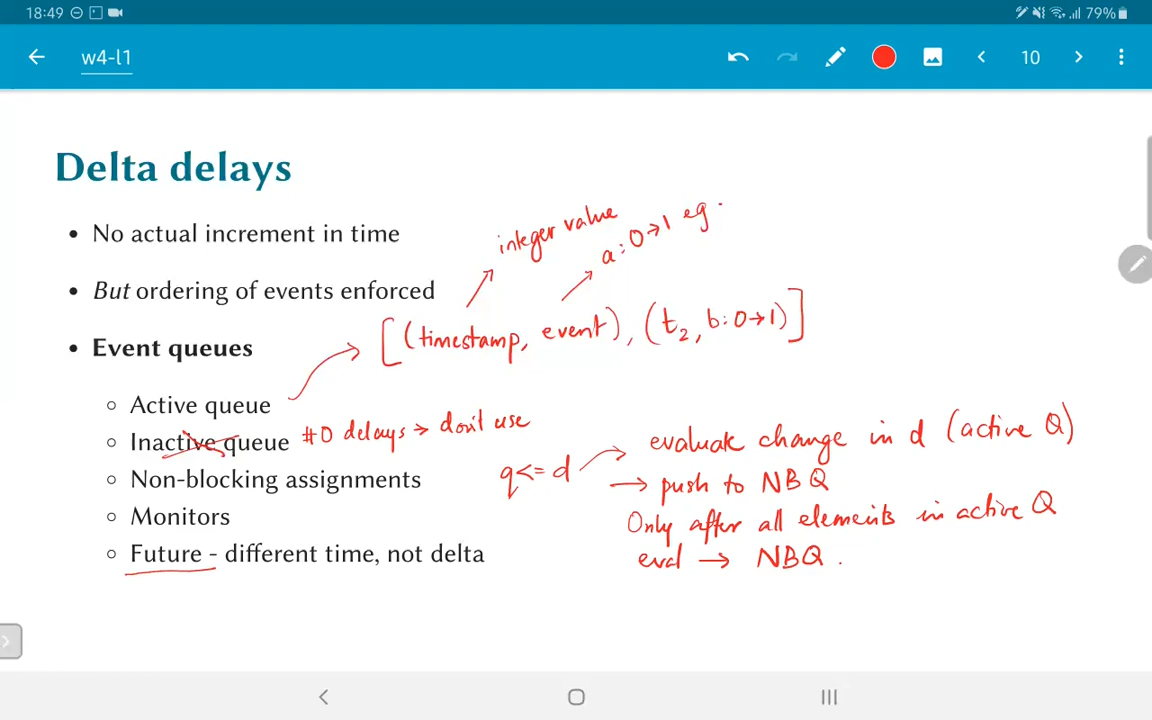 18:49 79%
w4-l1 10
Delta delays
• No actual increment in time
integer value
a: 0→1 eg.
• But ordering of events enforced
[(timestamp, event), (t2, b: 0→1)]
• Event queues
Active queue
Inactive queue #0 delays → don't use
q<= d → evaluate change in d (active Q)
Non-blocking assignments
→ push to NBQ
Monitors
Only after all elements in active Q
Future - different time, not delta
eval → NBQ.